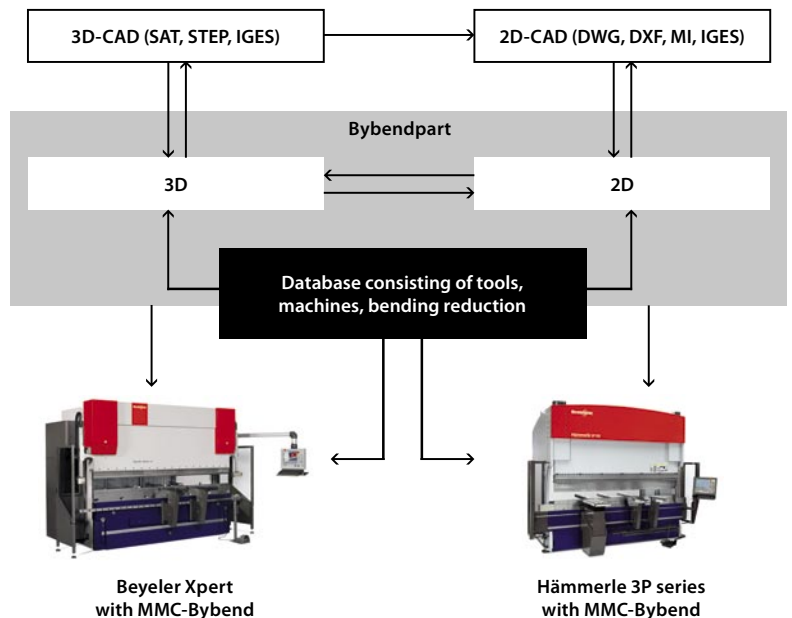 3D-CAD (SAT, STEP, IGES)
2D-CAD (DWG, DXF, MI, IGES)
Bybendpart
3D
2D
Database consisting of tools,
machines, bending reduction
Beyeler Xpert
with MMC-Bybend
Hämmerle 3P series
with MMC-Bybend